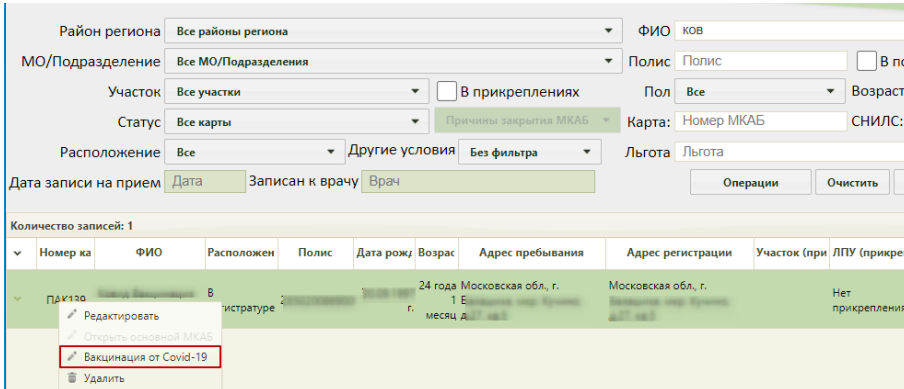 Район региона Все районы региона ФИО ков
МО/Подразделение Все МО/Подразделения Полис Полис В по
Участок Все участки В прикреплениях Пол Все Возраст
Статус Все карты Причины закрытия МКАБ Карта: Номер МКАБ СНИЛС:
Расположение Все Другие условия Без фильтра Льгота Льгота
Дата записи на прием Дата Записан к врачу Врач Операции Очистить
Количество записей: 1
Номер ка ФИО Расположен Полис Дата рожд Возрас Адрес пребывания Адрес регистрации Участок (при ЛПУ (прикре
24 года Московская обл., г. Московская обл., г.
ПАК139 В 1 Нет
истратуре г. прикрепления
месяц
Редактировать
Открыть основной МКАБ
Вакцинация от Covid-19
Удалить